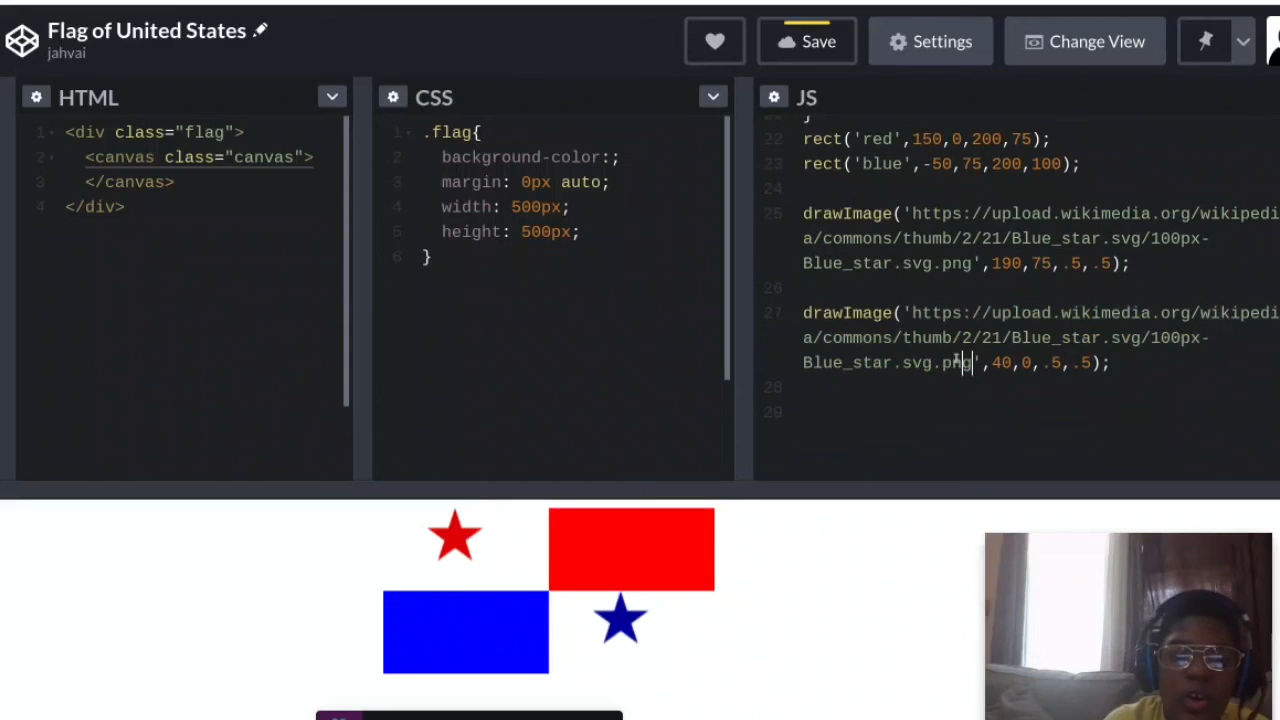 Flag of United States
jahvai
Save
Settings
Change View
HTML
1 <div class="flag">
2 <canvas class="canvas">
3 </canvas>
4 </div>
CSS
1 .flag{
2 background-color:;
3 margin: 0px auto;
4 width: 500px;
5 height: 500px;
6 }
JS
}
22 rect('red',150,0,200,75);
23 rect('blue',-50,75,200,100);
24
25 drawImage('https://upload.wikimedia.org/wikipedi
a/commons/thumb/2/21/Blue_star.svg/100px-
Blue_star.svg.png',190,75,.5,.5);
26
27 drawImage('https://upload.wikimedia.org/wikipedi
a/commons/thumb/2/21/Blue_star.svg/100px-
Blue_star.svg.png',40,0,.5,.5);
28
29